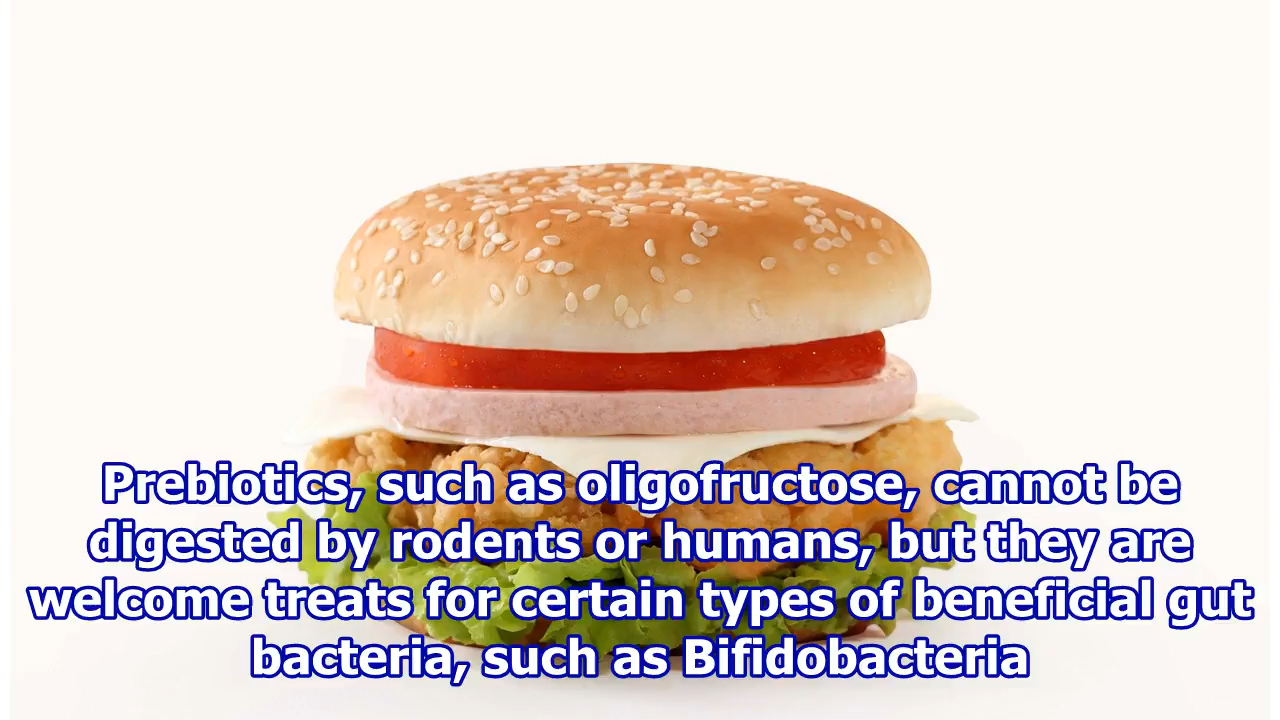 Prebiotics, such as oligofructose, cannot be
digested by rodents or humans, but they are
welcome treats for certain types of beneficial gut
bacteria, such as Bifidobacteria